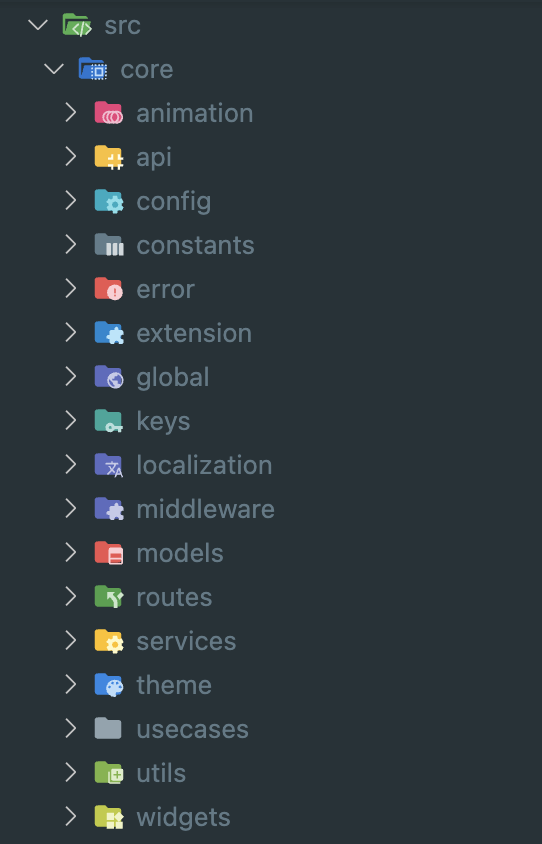 src
core
animation
api
config
constants
error
extension
global
keys
localization
middleware
models
routes
services
theme
usecases
utils
widgets